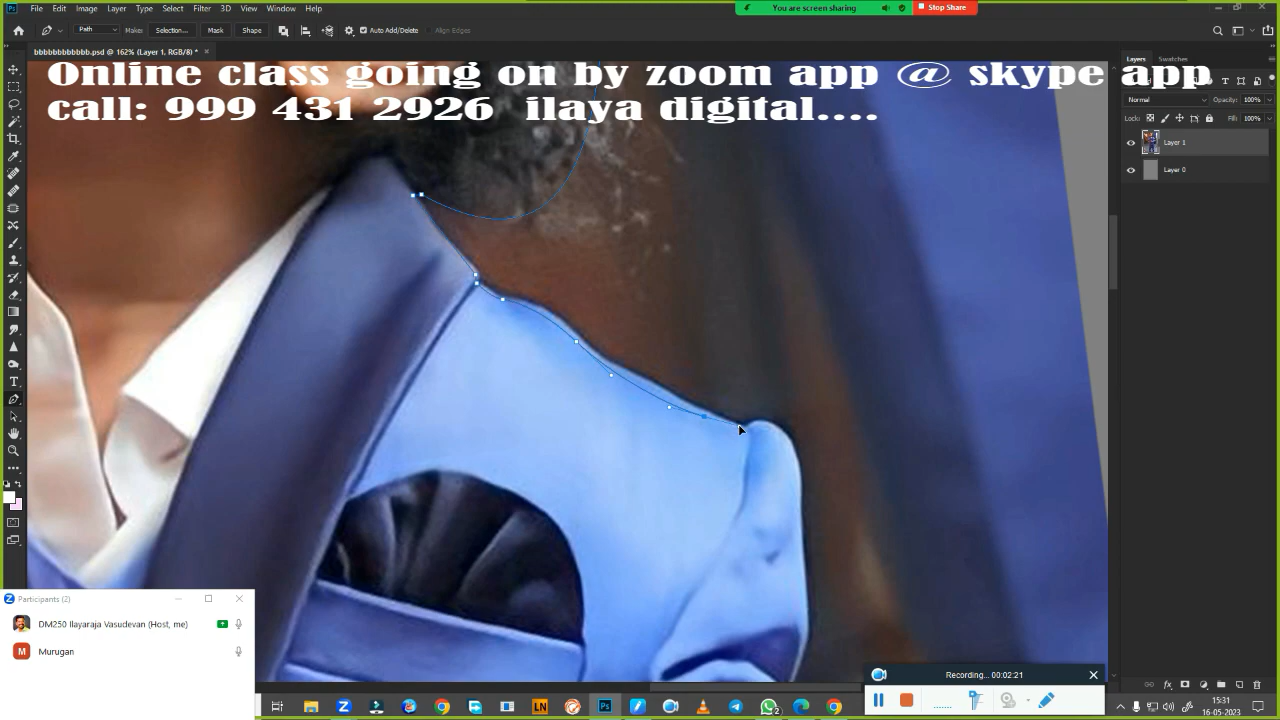 You are screen sharing
Stop Share
File Edit Image Layer Type Select Filter 3D View Window Help
Path Makes Selection... Mask Shape Auto Add/Delete Align Edges
bbbbbbbbbbbb.psd @ 162% (Layer 1, RGB/8) * ×
Layers Swatches
Online class going on by zoom app @ skype app
call: 999 431 2926 ilaya digital....
Normal Opacity: 100%
Lock: Fill: 100%
Layer 1
Layer 0
Participants (2)
DM250 Ilayaraja Vasudevan (Host, me)
M Murugan
Recording... 00:02:21
15:31
16-05-2023